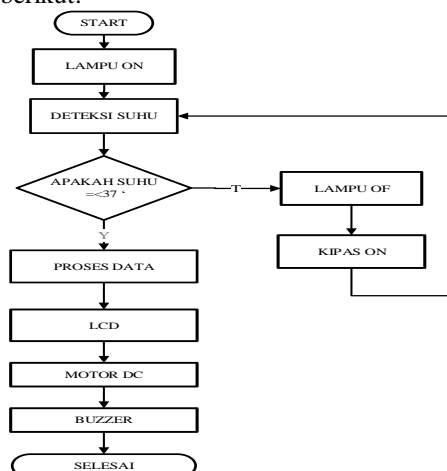 berikut:
START
LAMPU ON
DETEKSI SUHU
APAKAH SUHU
=<37 ‘
T
LAMPU OF
KIPAS ON
Y
PROSES DATA
LCD
MOTOR DC
BUZZER
SELESAI